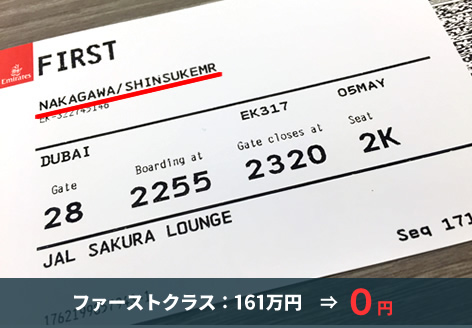 FIRST
Emirates
NAKAGAWA/SHINSUKEMR
EK317 05MAY
DUBAI
Gate Boarding at Gate closes at Seat
28 2255 2320 2K
JAL SAKURA LOUNGE
Seq 171
ファーストクラス：161万円 ⇒ 0円